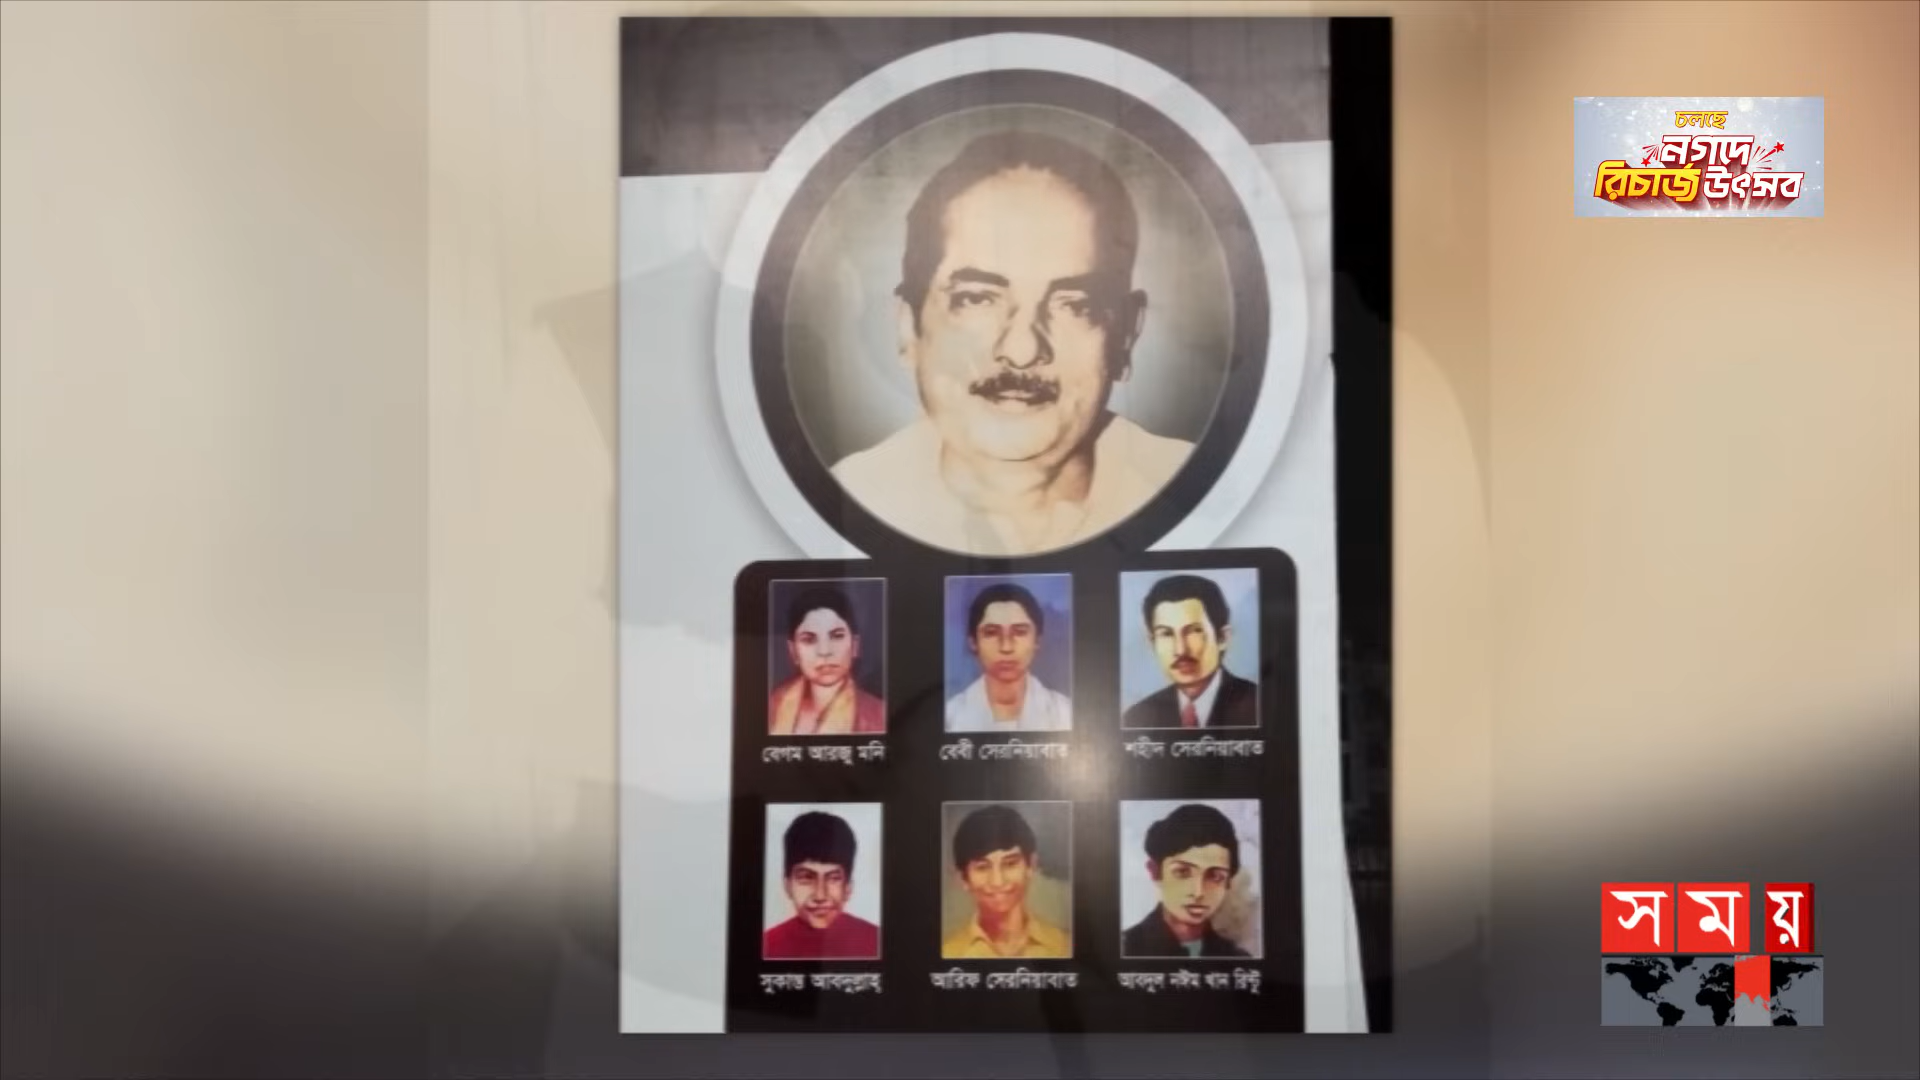 চলছে
নগদে
রিচার্জ উৎসব
বেগম আরজু মনি
বেবী সেরনিয়াবাত
শহীদ সেরনিয়াবাত
সুকান্ত আবদুল্লাহ্
আরিফ সেরনিয়াবাত
আবদুল নঈম খান রিন্টু
সময়